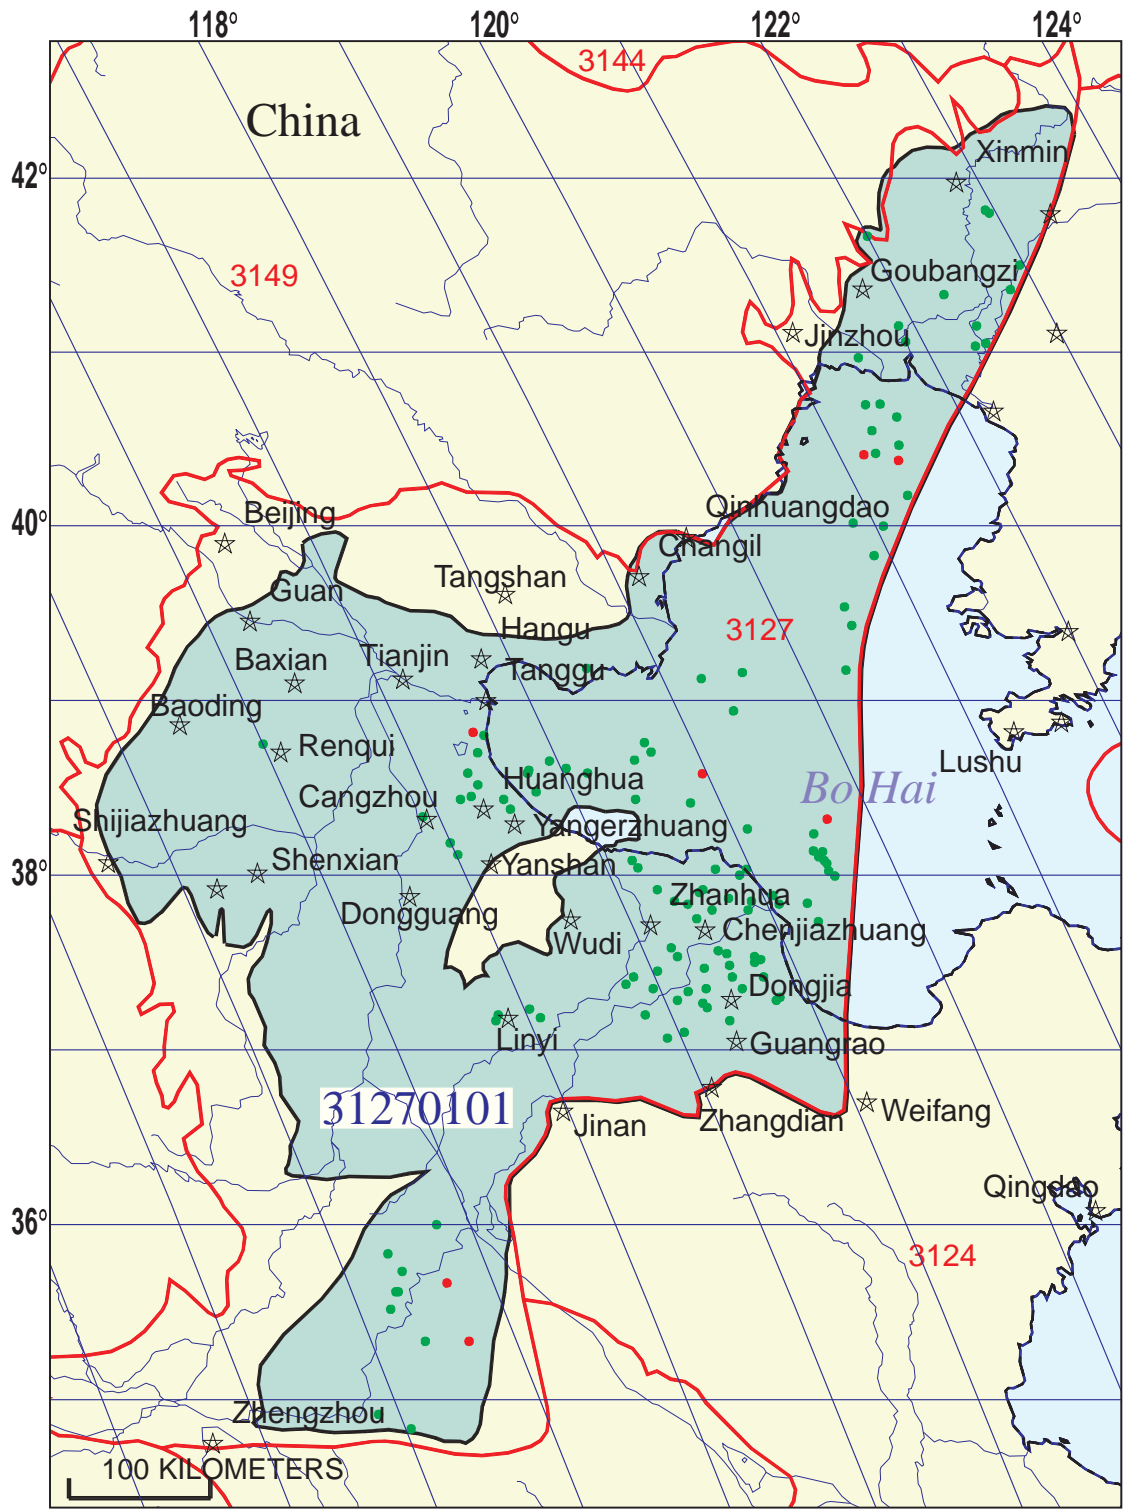 118° 120° 122° 124°
3144
China
Xinmin
42°
3149
Goubangzi
Jinzhou
Qinhuangdao
Beijing
40°
Changil
Tangshan
Guan
Hangu
3127
Baxian
Tianjin
Tanggu
Baoding
Renqui
Lushu
Huanghua
Bo Hai
Cangzhou
Shijiazhuang
Yangerzhuang
Shenxian
Yanshan
38°
Zhanhua
Dongguang
Wudi
Chenjiazhuang
Dongjia
Linyi
Guangrao
31270101
Weifang
Jinan
Zhangdian
Qingdao
36°
3124
Zhengzhou
100 KILOMETERS